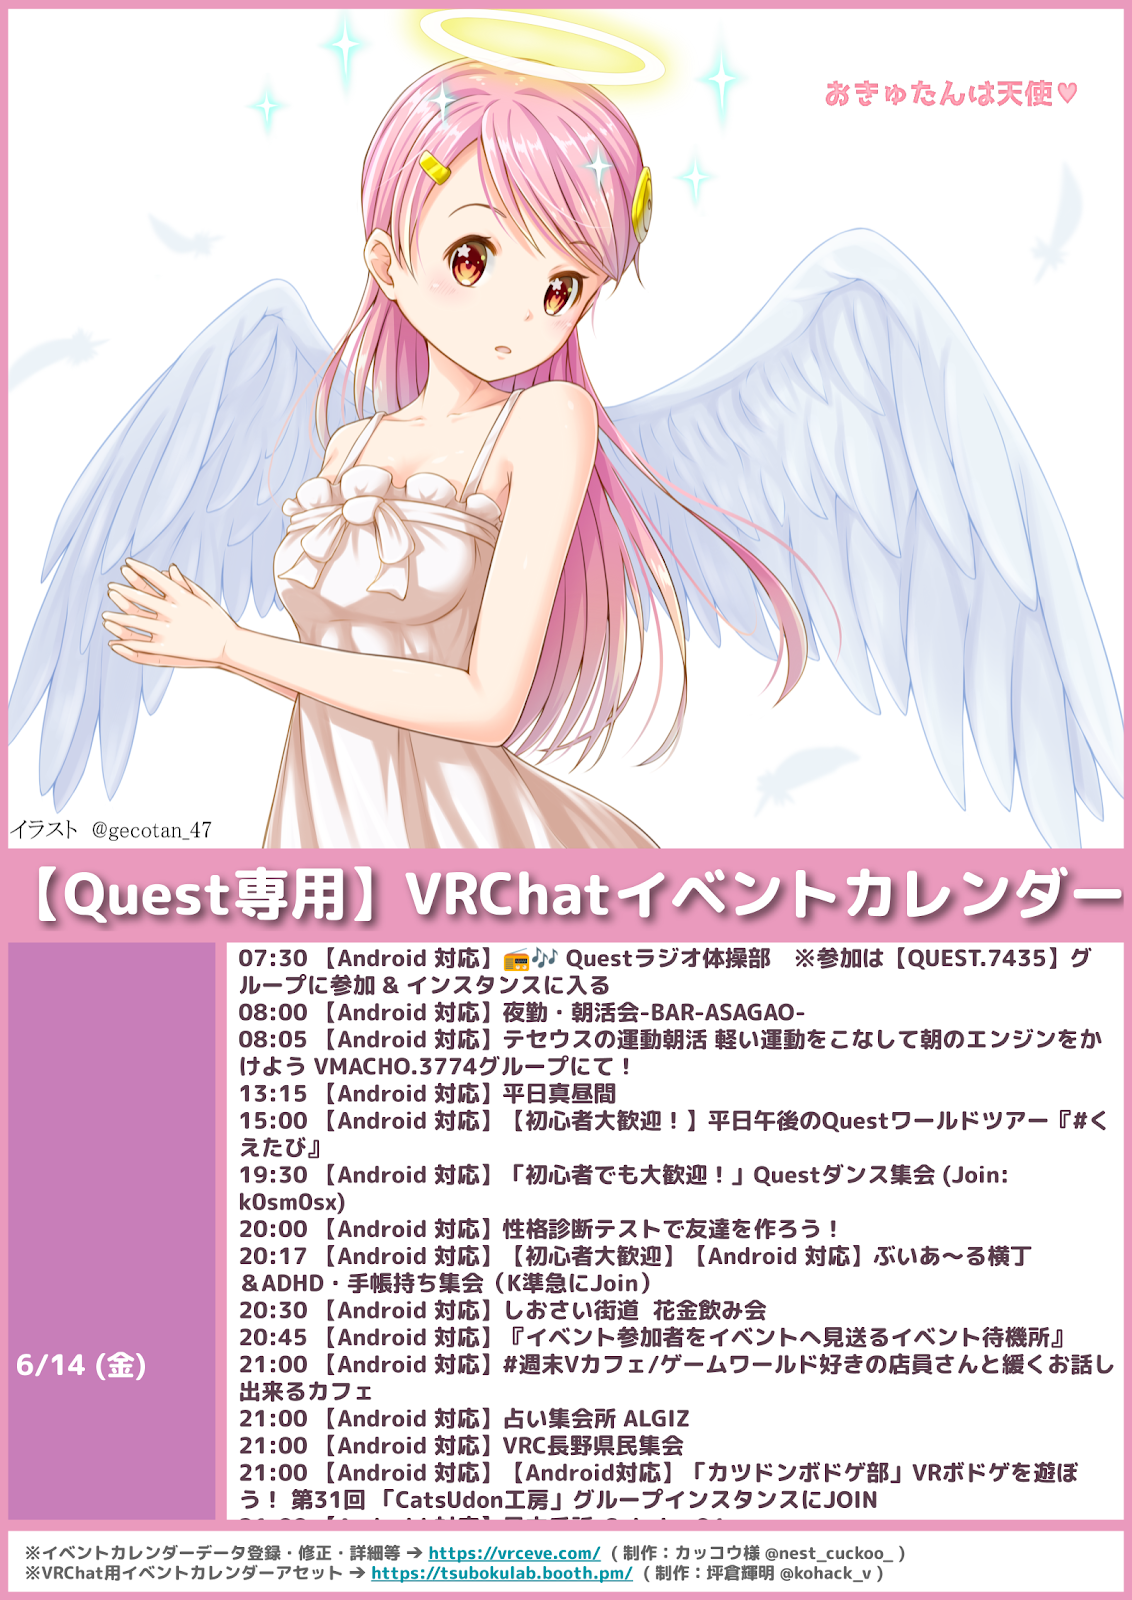 おきゅたんは天使♥
イラスト @gecotan_47
【Quest専用】VRChatイベントカレンダー
6/14 (金)
07:30 【Android 対応】📻🎶 Questラジオ体操部　※参加は【QUEST.7435】グ
ループに参加 & インスタンスに入る
08:00 【Android 対応】夜勤・朝活会-BAR-ASAGAO-
08:05 【Android 対応】テセウスの運動朝活 軽い運動をこなして朝のエンジンをか
けよう VMACHO.3774グループにて！
13:15 【Android 対応】平日真昼間
15:00 【Android 対応】【初心者大歓迎！】平日午後のQuestワールドツアー『#く
えたび』
19:30 【Android 対応】「初心者でも大歓迎！」Questダンス集会 (Join:
k0sm0sx)
20:00 【Android 対応】性格診断テストで友達を作ろう！
20:17 【Android 対応】【初心者大歓迎】【Android 対応】ぶいあ～る横丁
＆ADHD・手帳持ち集会（K準急にJoin）
20:30 【Android 対応】しおさい街道 花金飲み会
20:45 【Android 対応】『イベント参加者をイベントへ見送るイベント待機所』
21:00 【Android 対応】#週末Vカフェ/ゲームワールド好きの店員さんと緩くお話し
出来るカフェ
21:00 【Android 対応】占い集会所 ALGIZ
21:00 【Android 対応】VRC長野県民集会
21:00 【Android 対応】【Android対応】「カツドンボドゲ部」VRボドゲを遊ぼ
う！ 第31回 「CatsUdon工房」グループインスタンスにJOIN
※イベントカレンダーデータ登録・修正・詳細等 ➔ https://vrceve.com/ ( 制作：カッコウ様 @nest_cuckoo_ )
※VRChat用イベントカレンダーアセット ➔ https://tsubokulab.booth.pm/ ( 制作：坪倉輝明 @kohack_v )